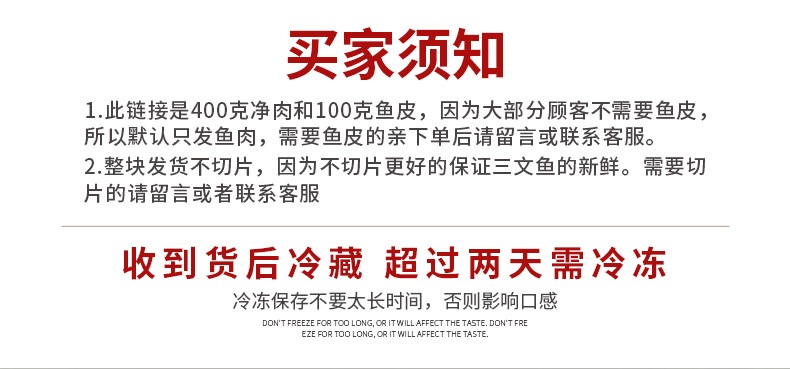 买家须知
1.此链接是400克净肉和100克鱼皮，因为大部分顾客不需要鱼皮，
所以默认只发鱼肉，需要鱼皮的亲下单后请留言或联系客服。
2.整块发货不切片，因为不切片更好的保证三文鱼的新鲜。需要切
片的请留言或者联系客服
收到货后冷藏 超过两天需冷冻
冷冻保存不要太长时间，否则影响口感
DON'T FREEZE FOR TOO LONG, OR IT WILL AFFECT THE TASTE. DON'T FRE
EZE FOR TOO LONG, OR IT WILL AFFECT THE TASTE.